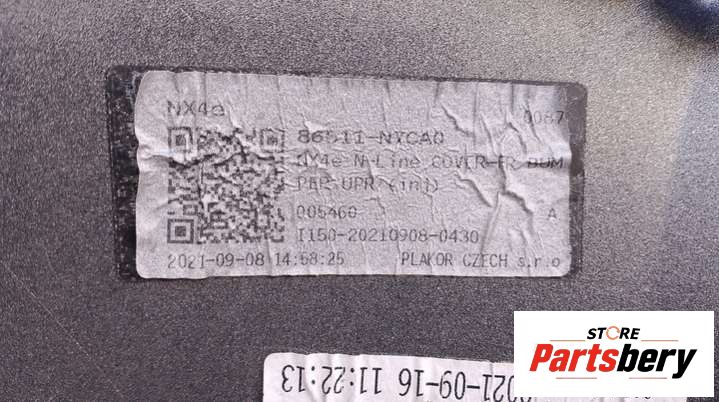 NX4e 0087
86511-NYCA0
NX4e N-Line COVER-FR BUM
PER UPR (inj)
005460 A
I150-20210908-0430
2021-09-08 14:58:25 PLAKOR CZECH s.r.o
2021-09-16 11:22:13
STORE
Partsbery